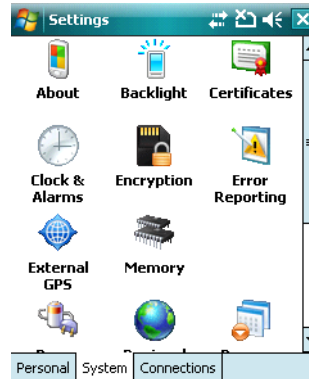 Settings
About Backlight Certificates
Clock & Encryption Error
Alarms Reporting
External Memory
GPS
Personal System Connections